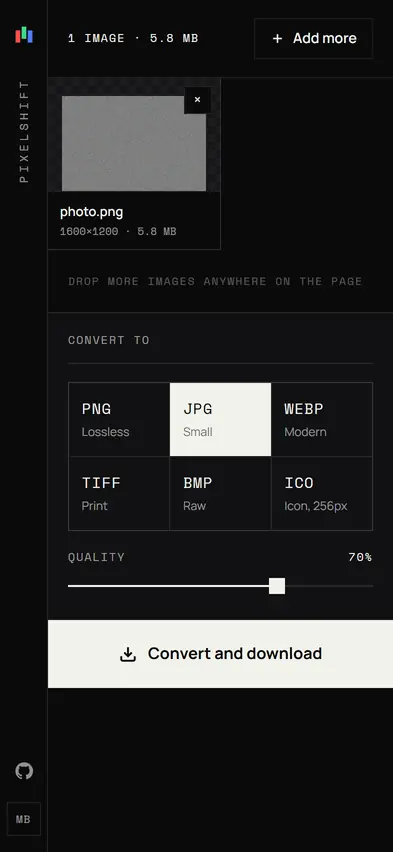 PIXELSHIFT
1 IMAGE · 5.8 MB
+ Add more
×
photo.png
1600×1200 · 5.8 MB
DROP MORE IMAGES ANYWHERE ON THE PAGE
CONVERT TO
PNG
Lossless
JPG
Small
WEBP
Modern
TIFF
Print
BMP
Raw
ICO
Icon, 256px
QUALITY 70%
Convert and download
MB